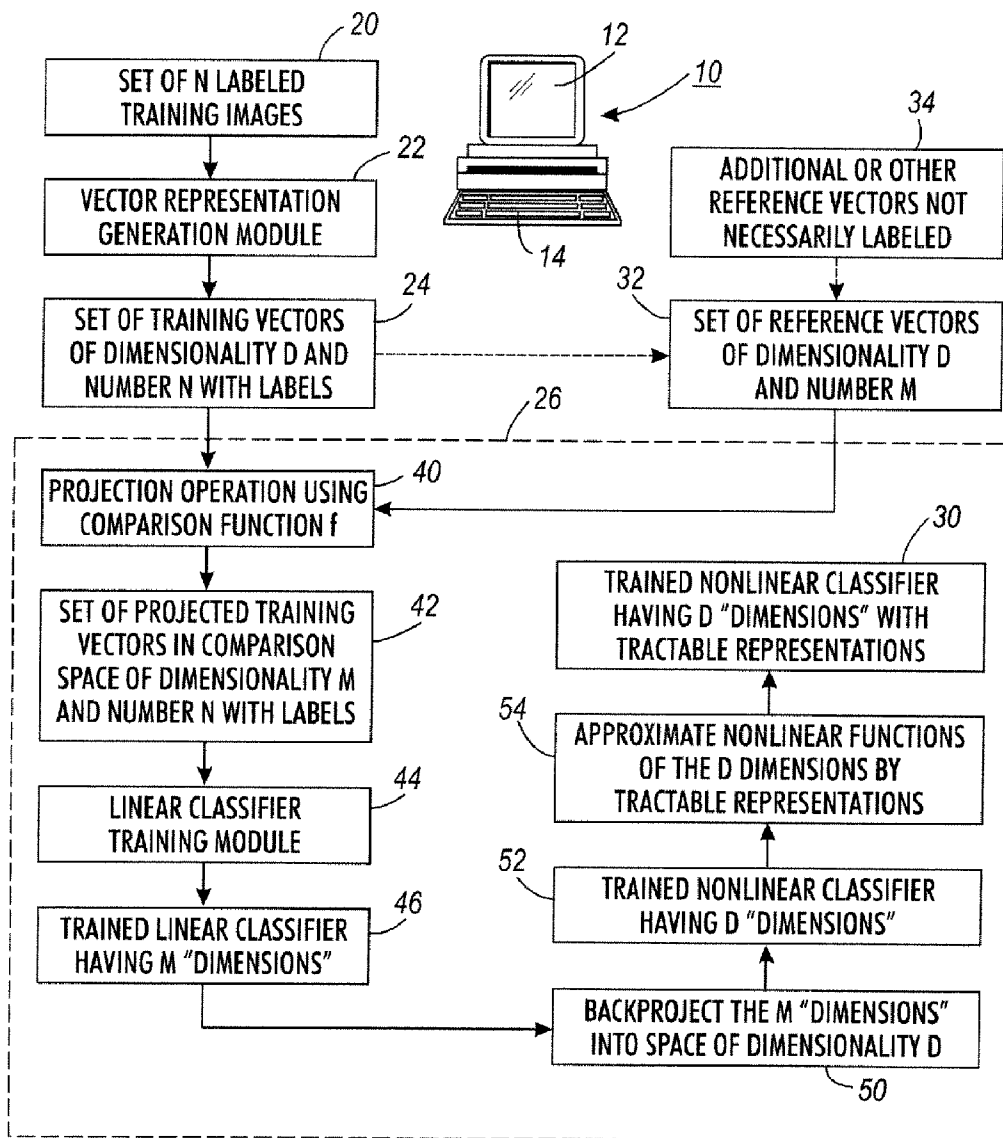 20
SET OF N LABELED
TRAINING IMAGES
22
VECTOR REPRESENTATION
GENERATION MODULE
24
SET OF TRAINING VECTORS
OF DIMENSIONALITY D AND
NUMBER N WITH LABELS
12
10
14
34
ADDITIONAL OR OTHER
REFERENCE VECTORS NOT
NECESSARILY LABELED
32
SET OF REFERENCE VECTORS
OF DIMENSIONALITY D
AND NUMBER M
26
40
PROJECTION OPERATION USING
COMPARISON FUNCTION f
42
SET OF PROJECTED TRAINING
VECTORS IN COMPARISON
SPACE OF DIMENSIONALITY M
AND NUMBER N WITH LABELS
44
LINEAR CLASSIFIER
TRAINING MODULE
46
TRAINED LINEAR CLASSIFIER
HAVING M "DIMENSIONS"
30
TRAINED NONLINEAR CLASSIFIER
HAVING D "DIMENSIONS" WITH
TRACTABLE REPRESENTATIONS
54
APPROXIMATE NONLINEAR FUNCTIONS
OF THE D DIMENSIONS BY
TRACTABLE REPRESENTATIONS
52
TRAINED NONLINEAR CLASSIFIER
HAVING D "DIMENSIONS"
BACKPROJECT THE M "DIMENSIONS"
INTO SPACE OF DIMENSIONALITY D
50